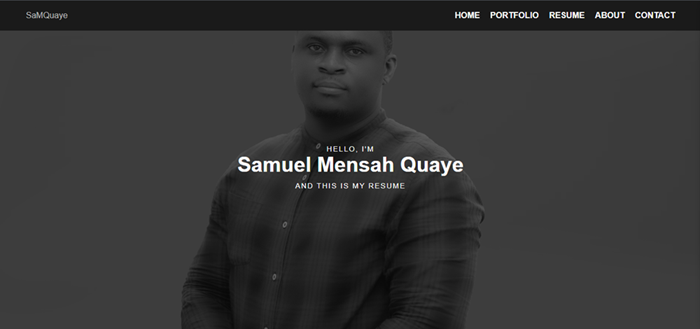 SaMQuaye
HOME PORTFOLIO RESUME ABOUT CONTACT
HELLO, I'M
Samuel Mensah Quaye
AND THIS IS MY RESUME